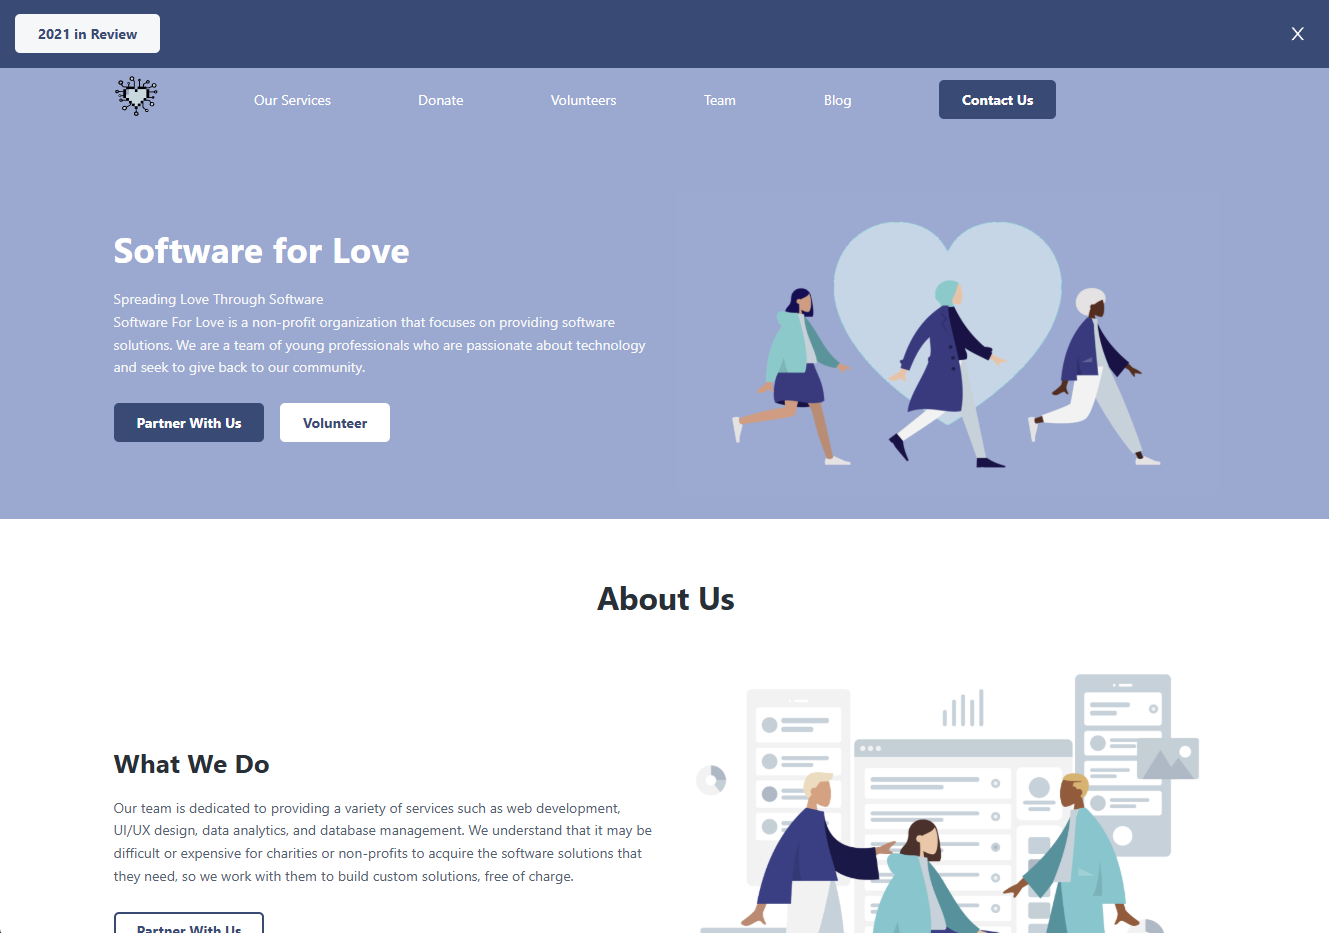 2021 in Review
X
Our Services
Donate
Volunteers
Team
Blog
Contact Us
Software for Love
Spreading Love Through Software
Software For Love is a non-profit organization that focuses on providing software
solutions. We are a team of young professionals who are passionate about technology
and seek to give back to our community.
Partner With Us
Volunteer
About Us
What We Do
Our team is dedicated to providing a variety of services such as web development,
UI/UX design, data analytics, and database management. We understand that it may be
difficult or expensive for charities or non-profits to acquire the software solutions that
they need, so we work with them to build custom solutions, free of charge.
Partner With Us